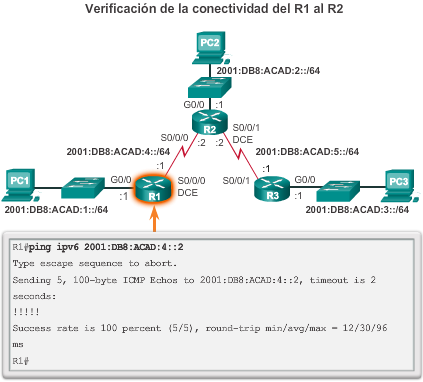 Verificación de la conectividad del R1 al R2
PC2
2001:DB8:ACAD:2::/64
G0/0
:1
2001:DB8:ACAD:4::/64
S0/0/0
R2
S0/0/1
:2
:2
DCE
2001:DB8:ACAD:5::/64
:1
:1
PC1
G0/0
S0/0/0
S0/0/1
G0/0
PC3
:1
R1
DCE
R3
:1
2001:DB8:ACAD:1::/64
2001:DB8:ACAD:3::/64
R1#ping ipv6 2001:DB8:ACAD:4::2
Type escape sequence to abort.
Sending 5, 100-byte ICMP Echos to 2001:DB8:ACAD:4::2, timeout is 2
seconds:
!!!!!
Success rate is 100 percent (5/5), round-trip min/avg/max = 12/30/96
ms
R1#